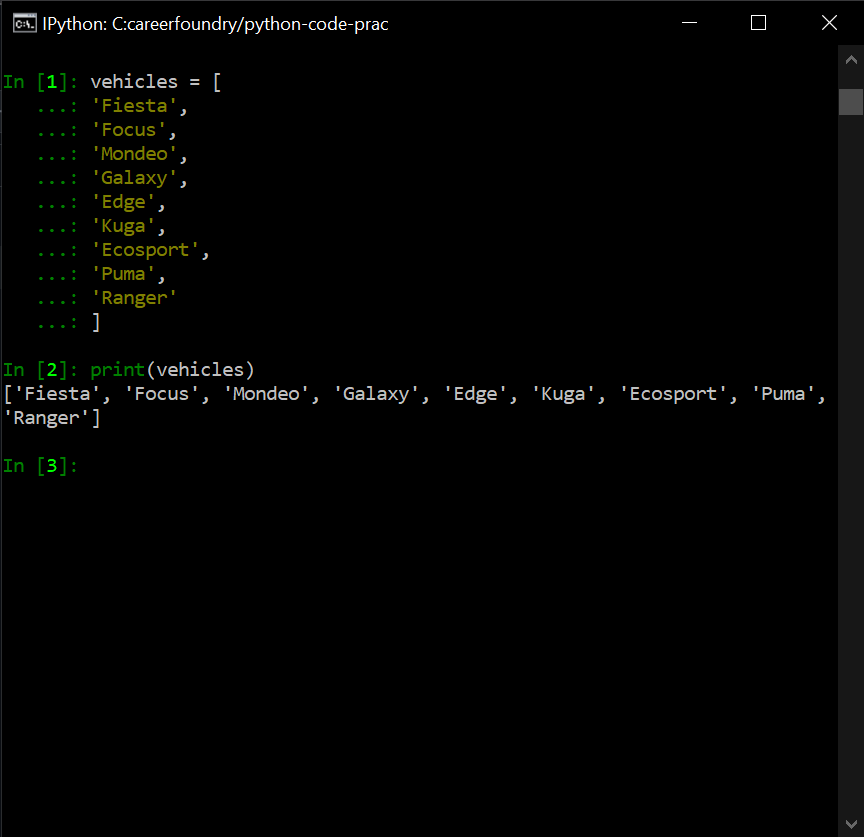 IPython: C:careerfoundry/python-code-prac
In [1]: vehicles = [
...: 'Fiesta',
...: 'Focus',
...: 'Mondeo',
...: 'Galaxy',
...: 'Edge',
...: 'Kuga',
...: 'Ecosport',
...: 'Puma',
...: 'Ranger'
...: ]
In [2]: print(vehicles)
['Fiesta', 'Focus', 'Mondeo', 'Galaxy', 'Edge', 'Kuga', 'Ecosport', 'Puma',
'Ranger']
In [3]: